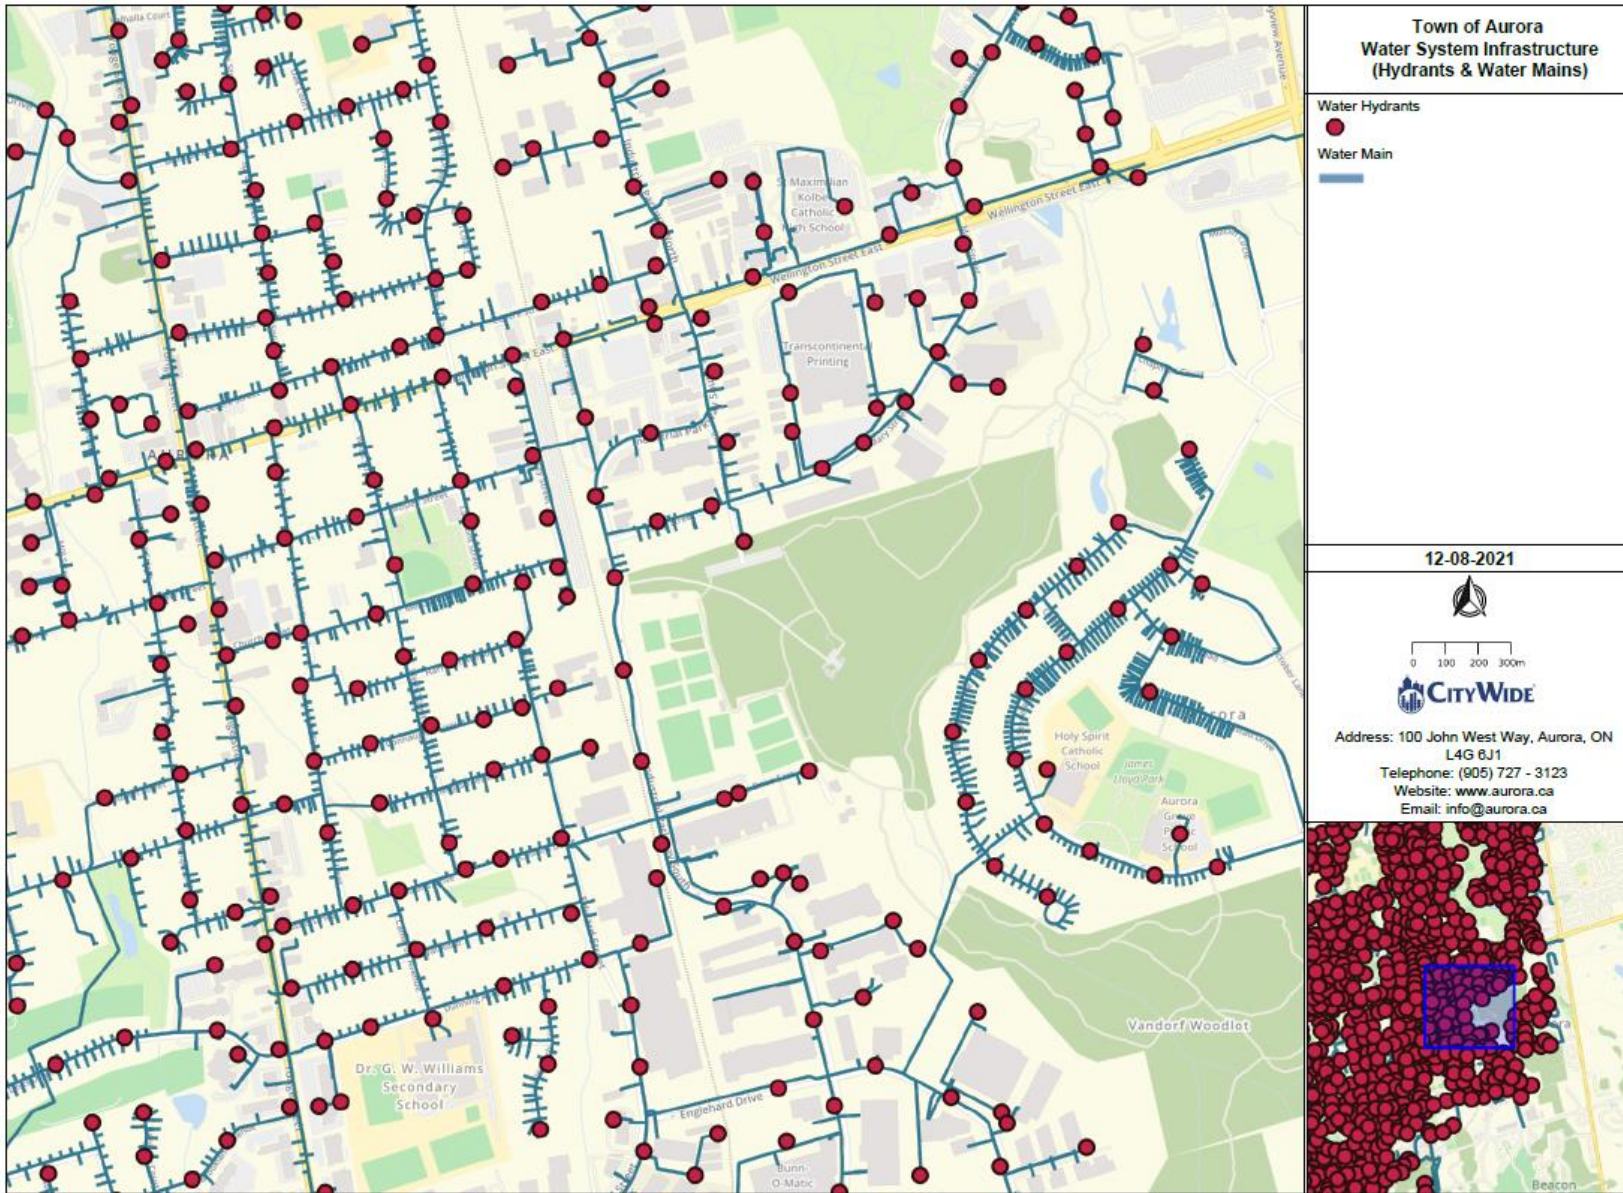 Town of Aurora
Water System Infrastructure
(Hydrants & Water Mains)
Water Hydrants
Water Main
12-08-2021
0 100 200 300m
CITYWIDE
Address: 100 John West Way, Aurora, ON
L4G 6J1
Telephone: (905) 727 - 3123
Website: www.aurora.ca
Email: info@aurora.ca
Beacon
St Maximilian
Kolbe
Catholic
High School
Wellington Street East
Wellington Street East
Transcontinental
Printing
AURORA
Industrial Park
Holy Spirit
Catholic
School
James
Lloyd Park
Aurora
Grove
Public
School
Vandorf Woodlot
Dr. G. W. Williams
Secondary
School
Englehard Drive
Bunn-
O-Matic